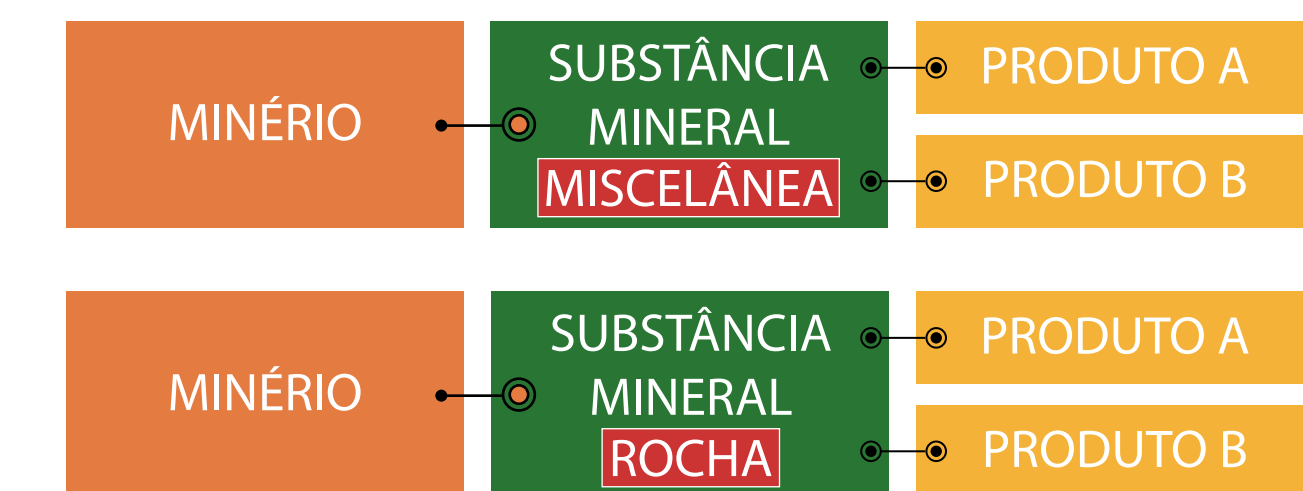 MINÉRIO
SUBSTÂNCIA
MINERAL
MISCELÂNEA
PRODUTO A
PRODUTO B
MINÉRIO
SUBSTÂNCIA
MINERAL
ROCHA
PRODUTO A
PRODUTO B